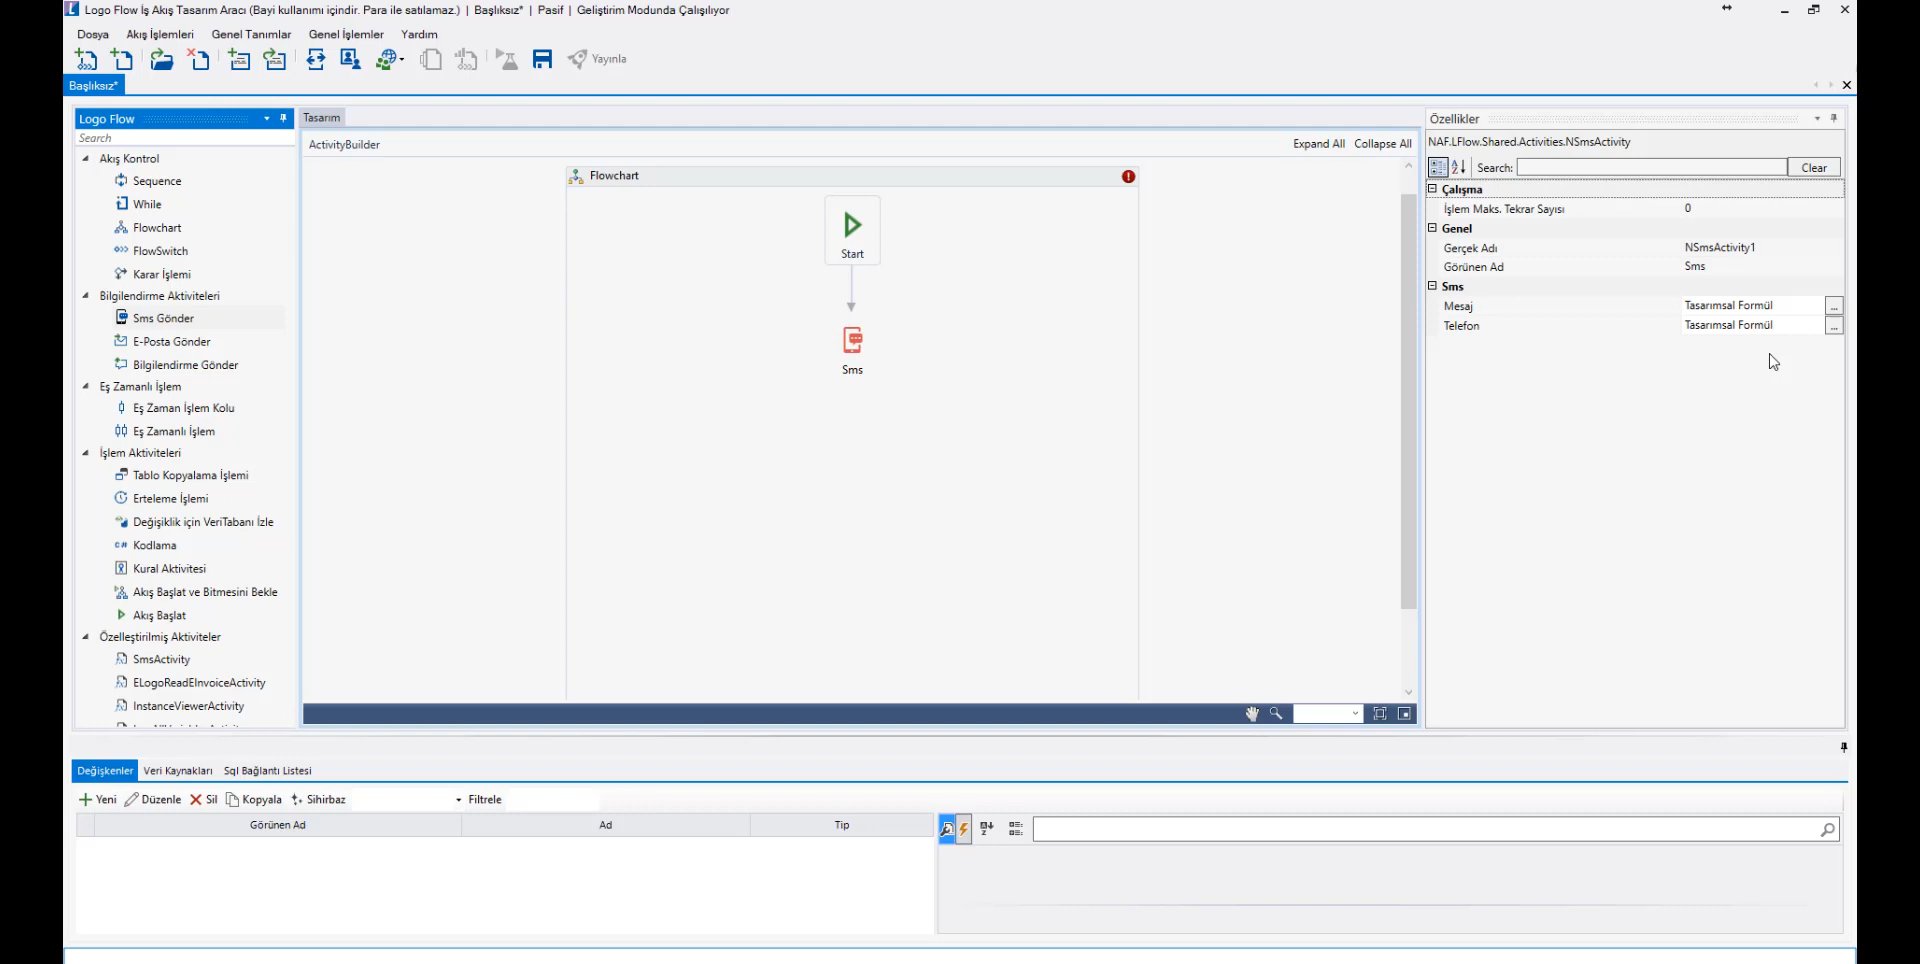 Logo Flow İş Akış Tasarım Aracı (Bayi kullanımı içindir. Para ile satılamaz.) | Başlıksız* | Pasif | Geliştirim Modunda Çalışılıyor
Dosya Akış İşlemleri Genel Tanımlar Genel İşlemler Yardım
Yayınla
Başlıksız*
Logo Flow
Search
Akış Kontrol
Sequence
While
Flowchart
FlowSwitch
Karar İşlemi
Bilgilendirme Aktiviteleri
Sms Gönder
E-Posta Gönder
Bilgilendirme Gönder
Eş Zamanlı İşlem
Eş Zaman İşlem Kolu
Eş Zamanlı İşlem
İşlem Aktiviteleri
Tablo Kopyalama İşlemi
Erteleme İşlemi
Değişiklik için VeriTabanı İzle
Kodlama
Kural Aktivitesi
Akış Başlat ve Bitmesini Bekle
Akış Başlat
Özelleştirilmiş Aktiviteler
SmsActivity
ELogoReadEInvoiceActivity
InstanceViewerActivity
Tasarım
ActivityBuilder
Expand All Collapse All
Flowchart
Start
Sms
Özellikler
NAF.LFlow.Shared.Activities.NSmsActivity
Search: Clear
Çalışma
İşlem Maks. Tekrar Sayısı 0
Genel
Gerçek Adı NSmsActivity1
Görünen Ad Sms
Sms
Mesaj Tasarımsal Formül ...
Telefon Tasarımsal Formül ...
Değişkenler Veri Kaynakları Sql Bağlantı Listesi
Yeni Düzenle Sil Kopyala Sihirbaz Filtrele
Görünen Ad Ad Tip